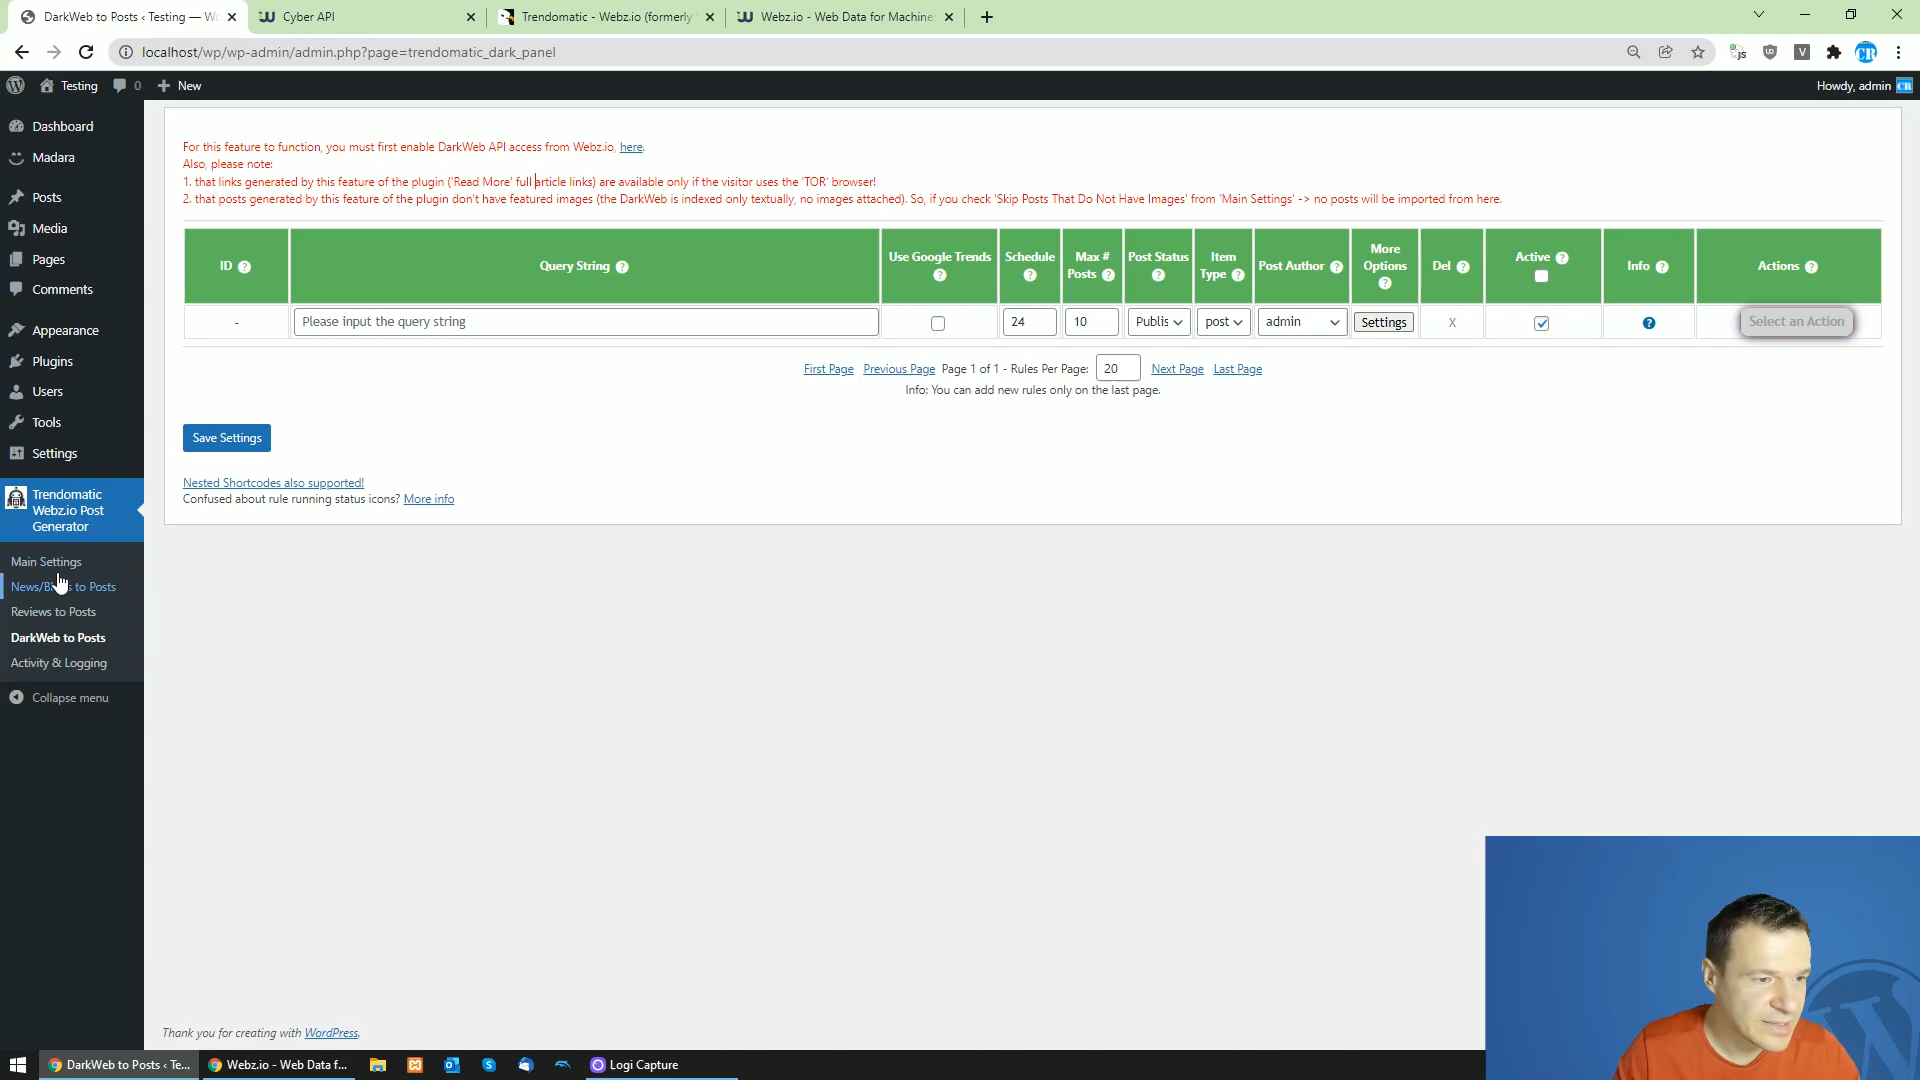 DarkWeb to Posts ‹ Testing — Wo
Cyber API
Trendomatic - Webz.io (formerly
Webz.io - Web Data for Machine
localhost/wp/wp-admin/admin.php?page=trendomatic_dark_panel
Testing
0
New
Howdy, admin
Dashboard
Madara
Posts
Media
Pages
Comments
Appearance
Plugins
Users
Tools
Settings
Trendomatic
Webz.io Post
Generator
Main Settings
News/Bl s to Posts
Reviews to Posts
DarkWeb to Posts
Activity & Logging
Collapse menu
For this feature to function, you must first enable DarkWeb API access from Webz.io, here.
Also, please note:
1. that links generated by this feature of the plugin ('Read More' full article links) are available only if the visitor uses the 'TOR' browser!
2. that posts generated by this feature of the plugin don't have featured images (the DarkWeb is indexed only textually, no images attached). So, if you check 'Skip Posts That Do Not Have Images' from 'Main Settings' -> no posts will be imported from here.
ID ? Query String ? Use Google Trends ? Schedule ? Max # Posts ? Post Status ? Item Type ? Post Author ? More Options ? Del ? Active ? Info ? Actions ?
- Please input the query string 24 10 Publis post admin Settings X ? Select an Action
First Page Previous Page Page 1 of 1 - Rules Per Page: 20 Next Page Last Page
Info: You can add new rules only on the last page.
Save Settings
Nested Shortcodes also supported!
Confused about rule running status icons? More info
Thank you for creating with WordPress.
DarkWeb to Posts ‹ Te...
Webz.io - Web Data f...
Logi Capture